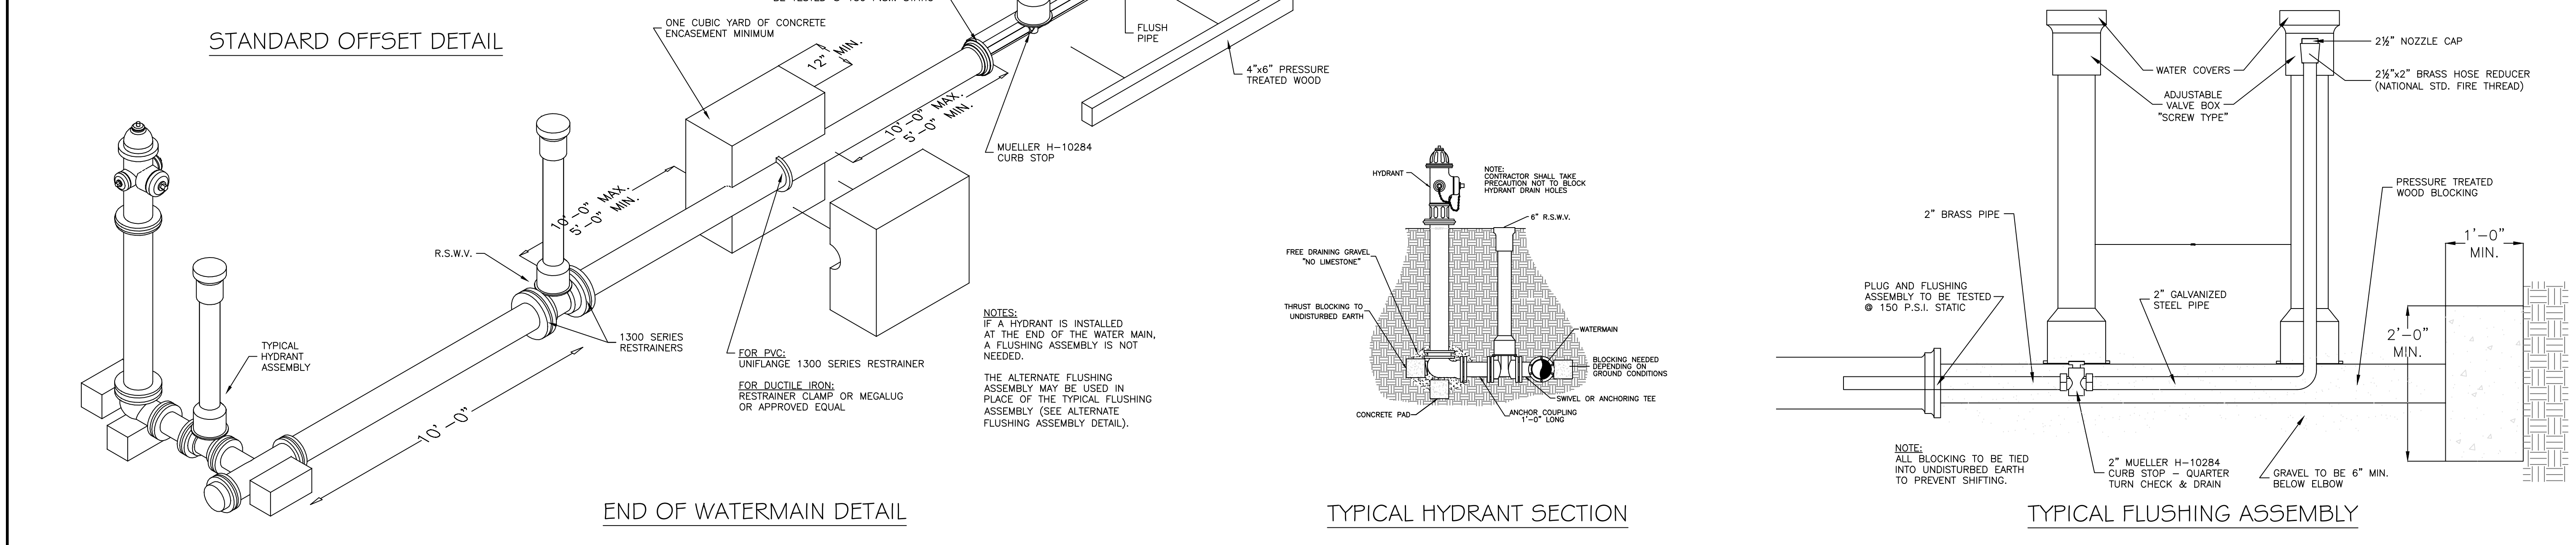 STANDARD OFFSET DETAIL
ONE CUBIC YARD OF CONCRETE
ENCASEMENT MINIMUM
12" MIN.
FLUSH
PIPE
4"x6" PRESSURE
TREATED WOOD
10'-0" MAX.
5'-0" MIN.
MUELLER H-10284
CURB STOP
10'-0" MAX.
5'-0" MIN.
R.S.W.V.
1300 SERIES
RESTRAINERS
TYPICAL
HYDRANT
ASSEMBLY
10'-0"
FOR PVC:
UNIFLANGE 1300 SERIES RESTRAINER
FOR DUCTILE IRON:
RESTRAINER CLAMP OR MEGALUG
OR APPROVED EQUAL
NOTES:
IF A HYDRANT IS INSTALLED
AT THE END OF THE WATER MAIN,
A FLUSHING ASSEMBLY IS NOT
NEEDED.
THE ALTERNATE FLUSHING
ASSEMBLY MAY BE USED IN
PLACE OF THE TYPICAL FLUSHING
ASSEMBLY (SEE ALTERNATE
FLUSHING ASSEMBLY DETAIL).
END OF WATERMAIN DETAIL
HYDRANT
NOTE:
CONTRACTOR SHALL TAKE
PRECAUTION NOT TO BLOCK
HYDRANT DRAIN HOLES
6" R.S.W.V.
FREE DRAINING GRAVEL
"NO LIMESTONE"
THRUST BLOCKING TO
UNDISTURBED EARTH
WATERMAIN
BLOCKING NEEDED
DEPENDING ON
GROUND CONDITIONS
SWIVEL OR ANCHORING TEE
CONCRETE PAD
ANCHOR COUPLING
1'-0" LONG
TYPICAL HYDRANT SECTION
2½" NOZZLE CAP
WATER COVERS
2½"x2" BRASS HOSE REDUCER
(NATIONAL STD. FIRE THREAD)
ADJUSTABLE
VALVE BOX
"SCREW TYPE"
PRESSURE TREATED
WOOD BLOCKING
2" BRASS PIPE
1'-0"
MIN.
PLUG AND FLUSHING
ASSEMBLY TO BE TESTED
@ 150 P.S.I. STATIC
2" GALVANIZED
STEEL PIPE
2'-0"
MIN.
NOTE:
ALL BLOCKING TO BE TIED
INTO UNDISTURBED EARTH
TO PREVENT SHIFTING.
2" MUELLER H-10284
CURB STOP - QUARTER
TURN CHECK & DRAIN
GRAVEL TO BE 6" MIN.
BELOW ELBOW
TYPICAL FLUSHING ASSEMBLY